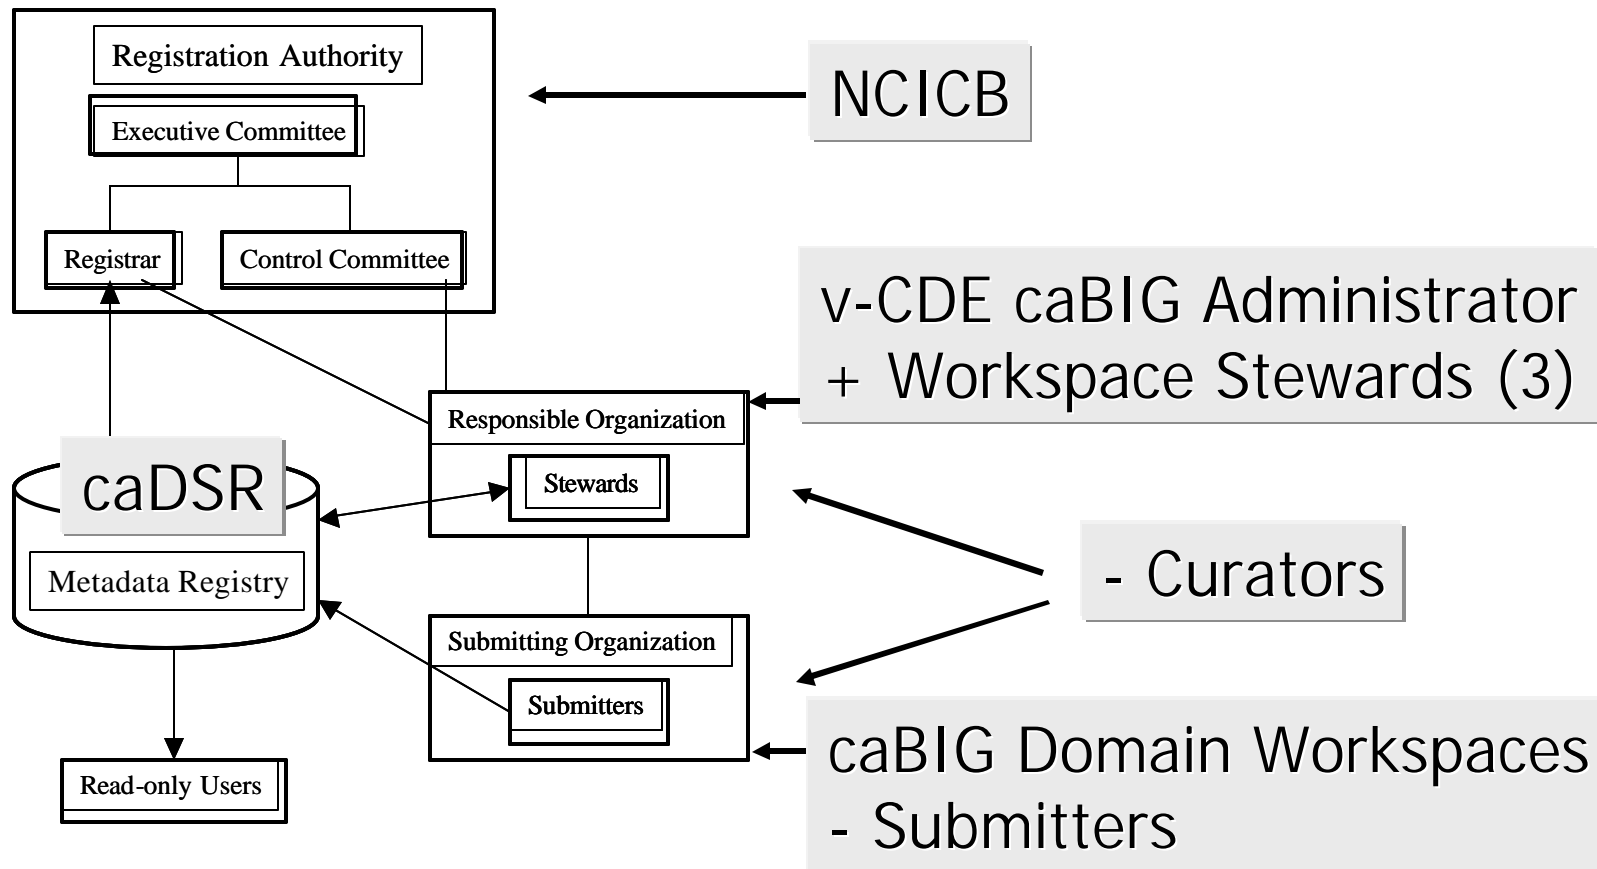 Registration Authority
NCICB
Executive Committee
Registrar
Control Committee
v-CDE caBIG Administrator
+ Workspace Stewards (3)
Responsible Organization
Stewards
caDSR
Metadata Registry
- Curators
Submitting Organization
Submitters
caBIG Domain Workspaces
- Submitters
Read-only Users